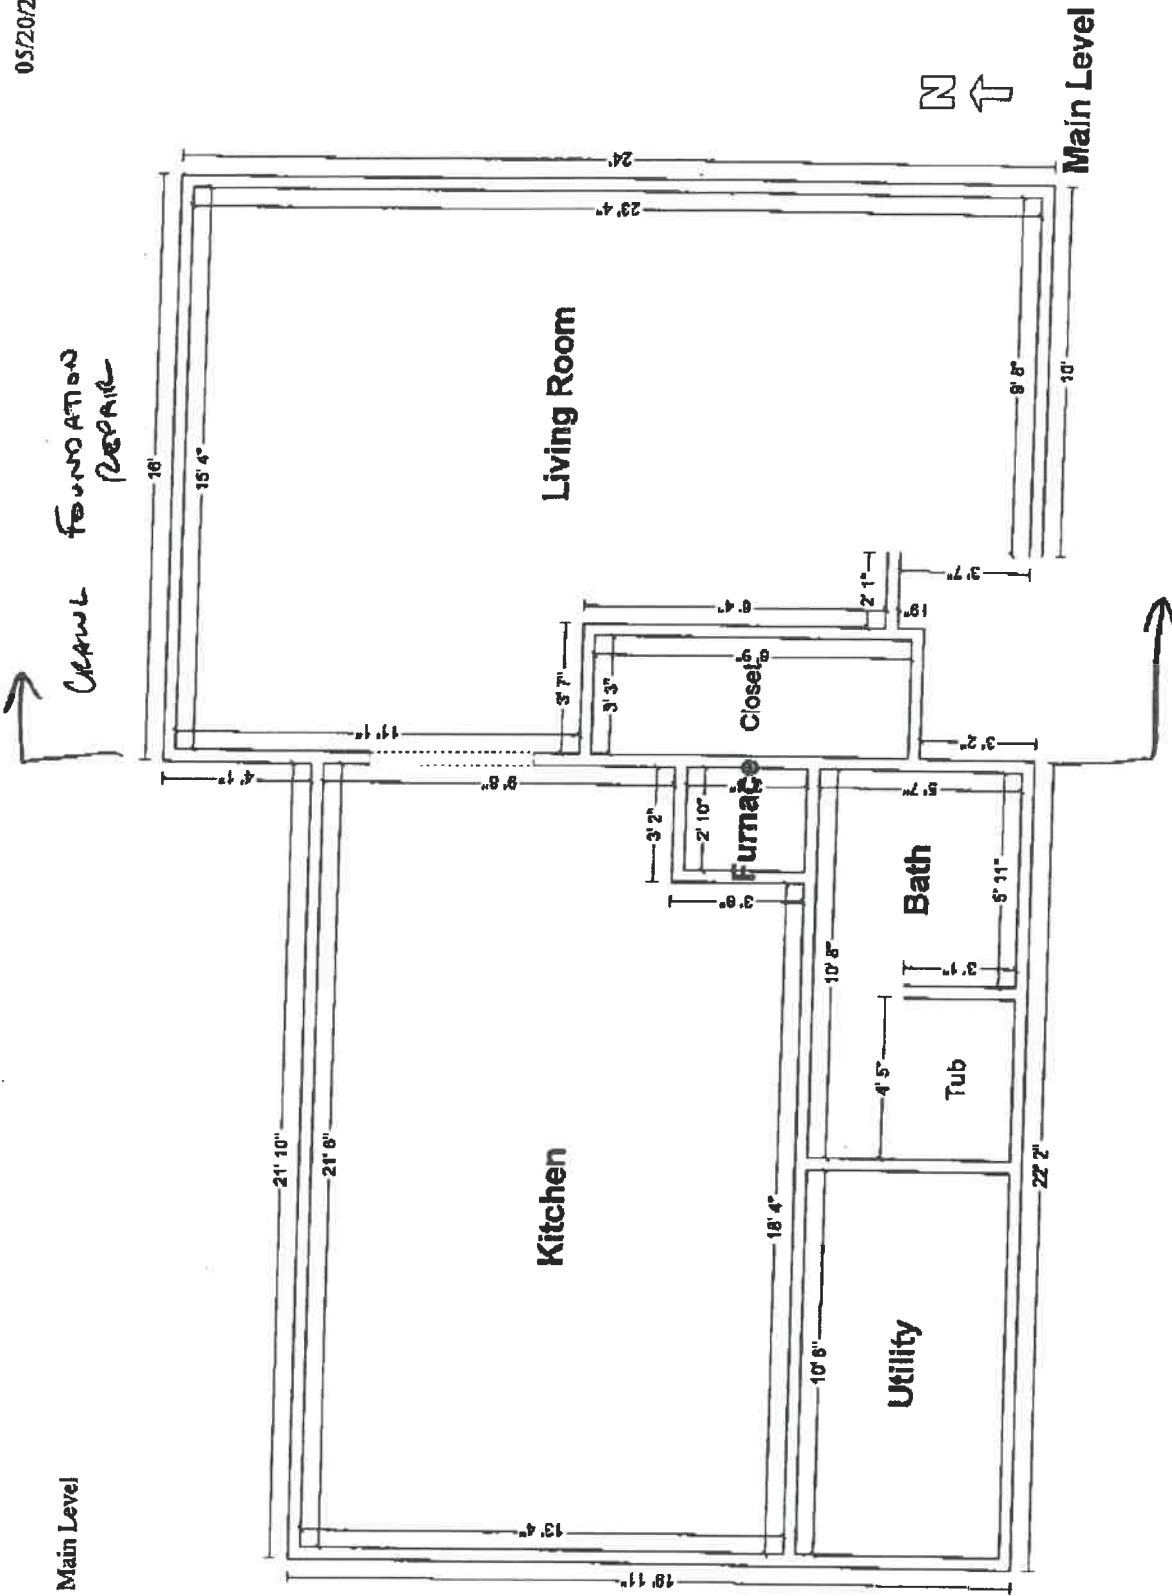 Main Level
05/20/2
CRAWL FOUNDATION
REPAIR
16'
15' 4"
24'
23' 4"
11' 1"
Living Room
4' 1"
21' 10"
21' 6"
9' 8"
Kitchen
13' 4"
19' 11"
3' 2"
2' 10"
3' 8"
Furnace
3' 7"
3' 3"
6' 4"
6' 9"
Closet
2' 1"
3' 7"
3' 2"
9' 8"
10'
18' 4"
10' 8"
5' 7"
Bath
5' 11"
3' 1"
4' 5"
Tub
10' 6"
Utility
22' 2"
N
Main Level